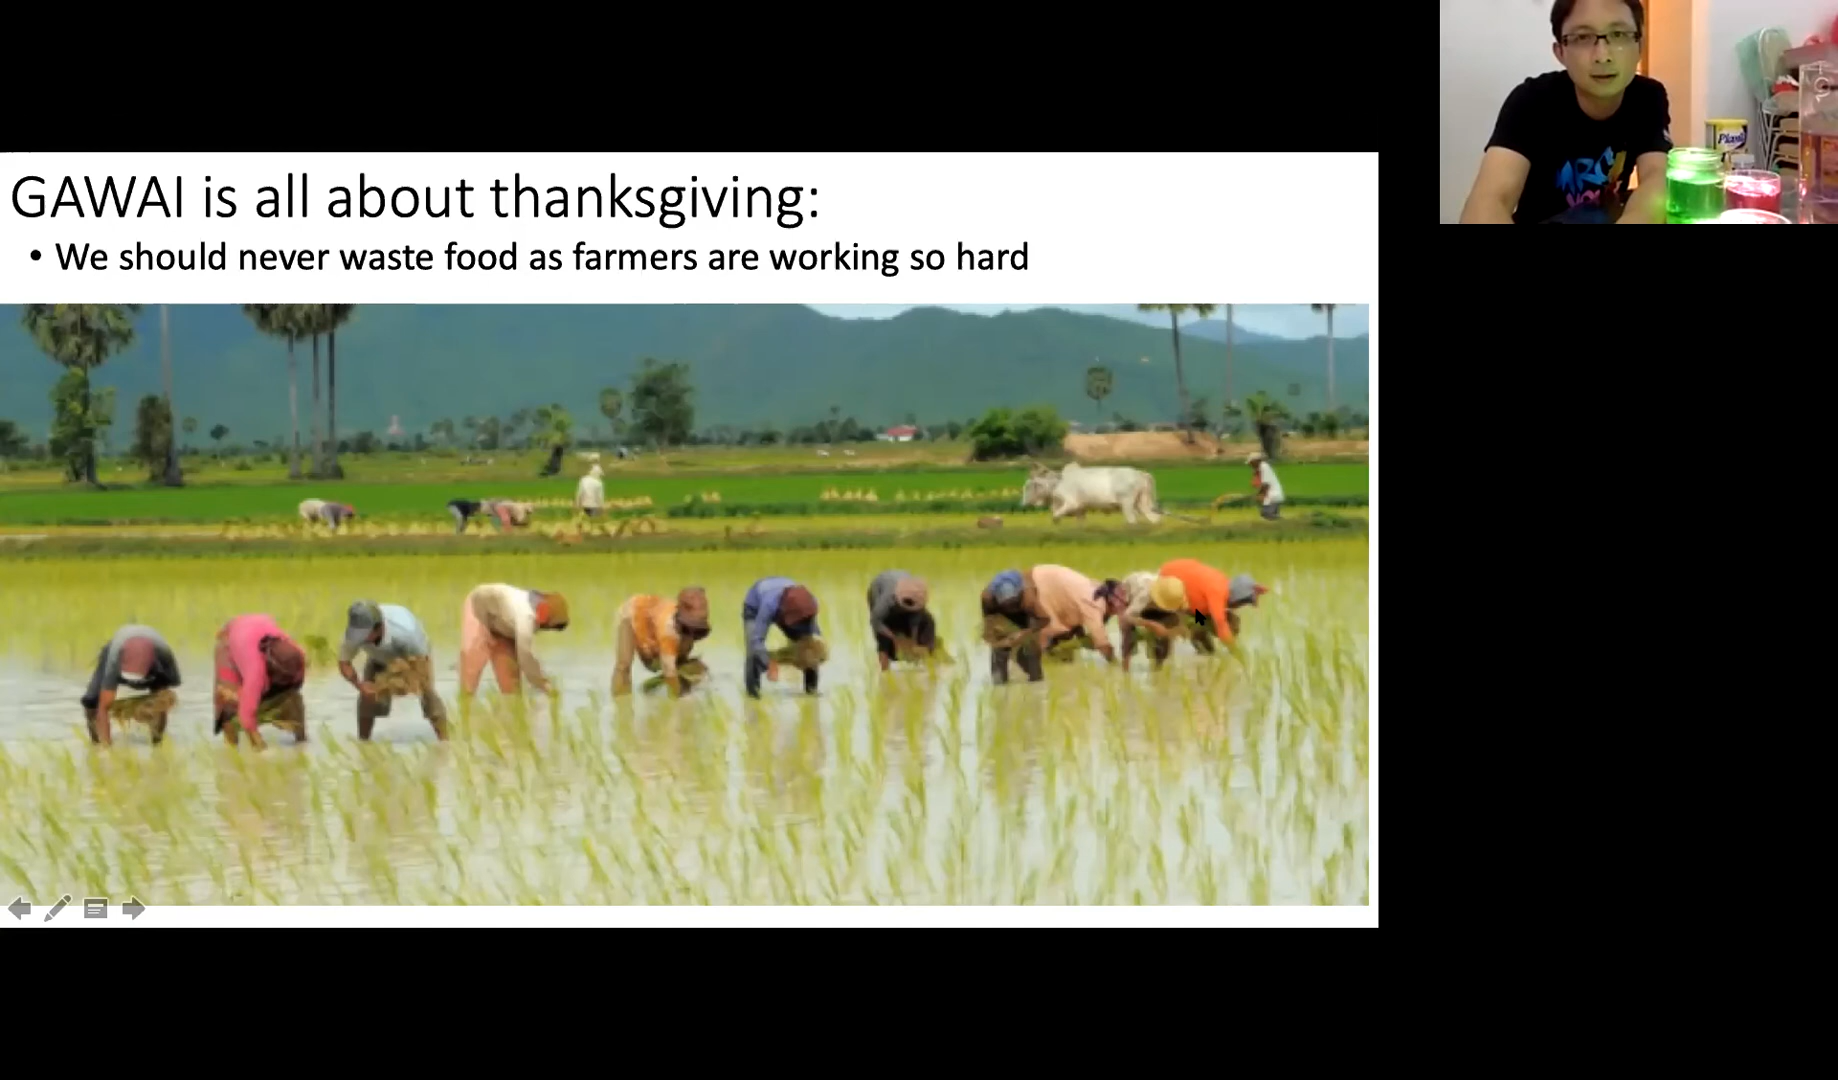 GAWAI is all about thanksgiving:
• We should never waste food as farmers are working so hard